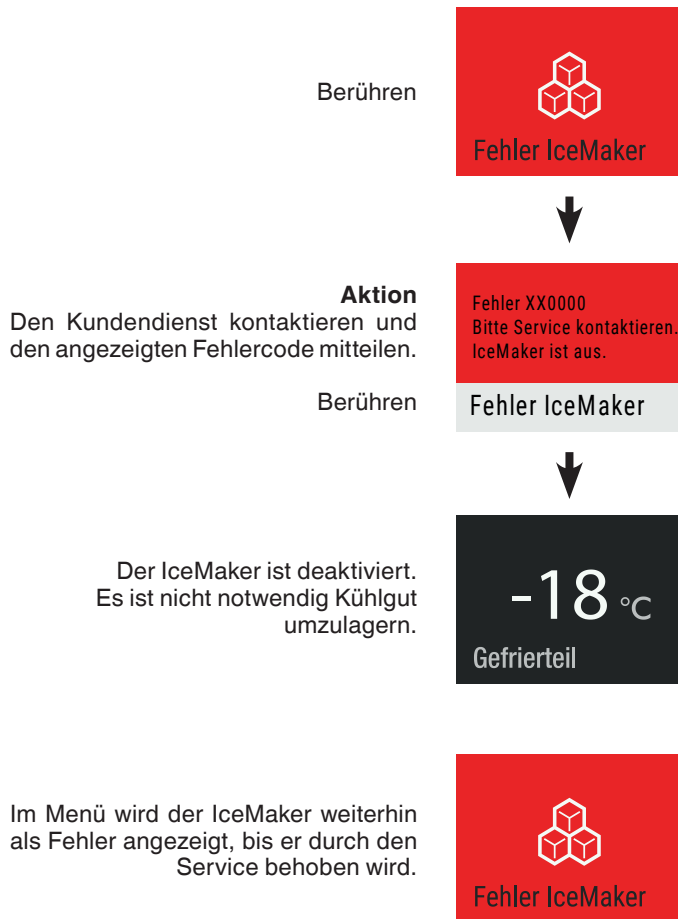 Berühren
Fehler IceMaker
Aktion
Den Kundendienst kontaktieren und
den angezeigten Fehlercode mitteilen.
Fehler XX0000
Bitte Service kontaktieren.
IceMaker ist aus.
Berühren
Fehler IceMaker
Der IceMaker ist deaktiviert.
Es ist nicht notwendig Kühlgut
umzulagern.
-18 °C
Gefrierteil
Im Menü wird der IceMaker weiterhin
als Fehler angezeigt, bis er durch den
Service behoben wird.
Fehler IceMaker